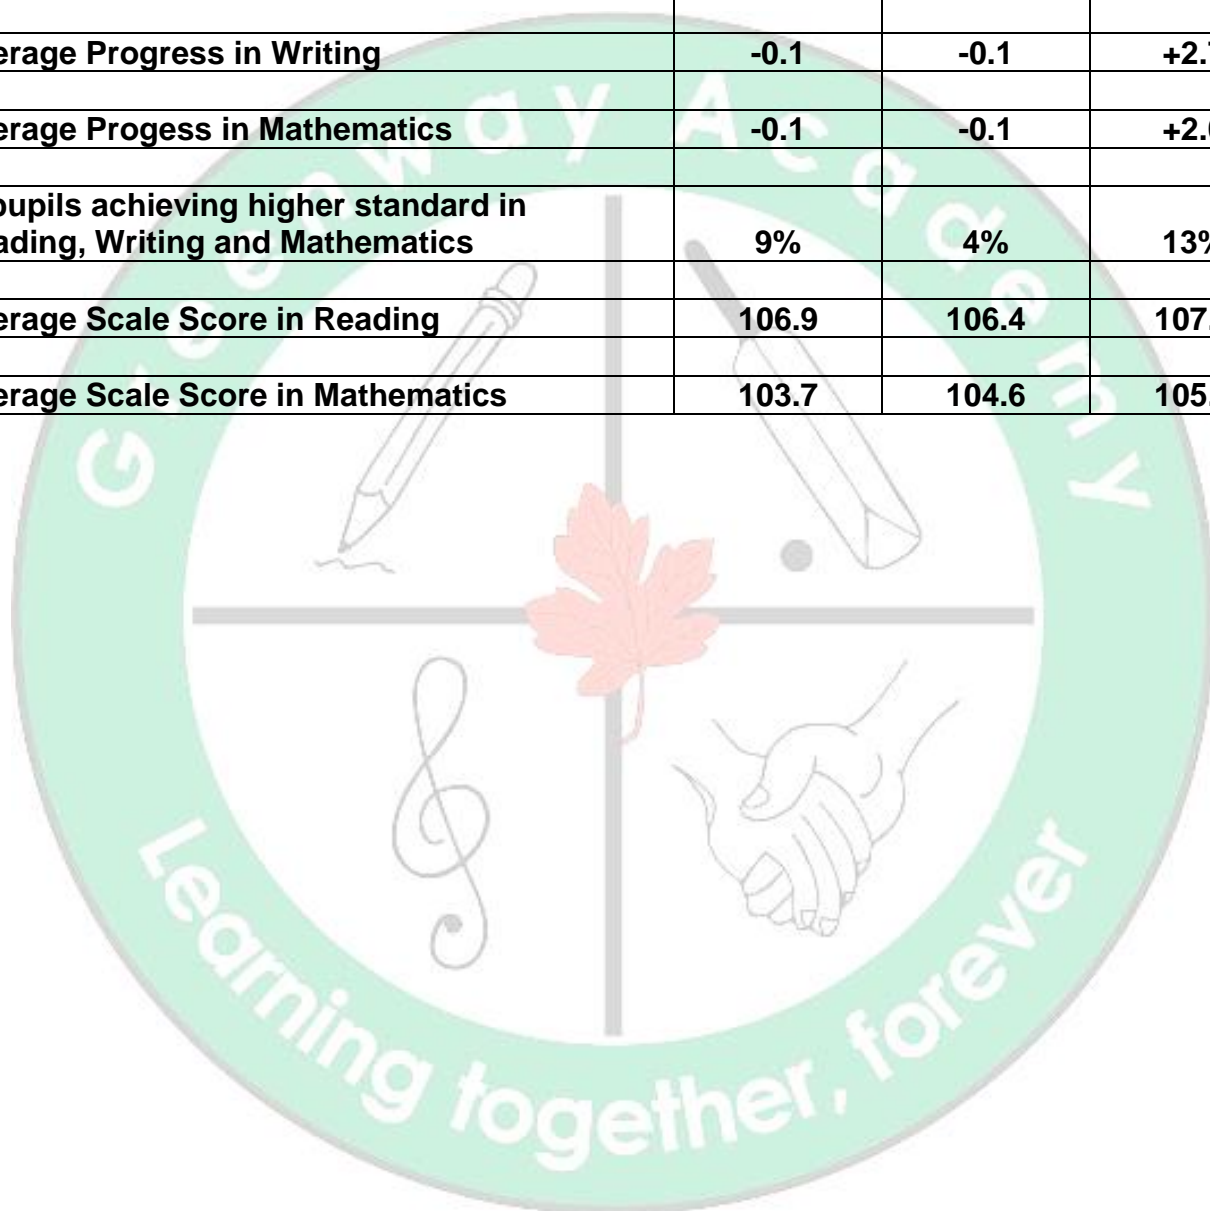 erage Progress in Writing -0.1 -0.1 +2.
erage Progess in Mathematics -0.1 -0.1 +2.
pupils achieving higher standard in
ading, Writing and Mathematics 9% 4% 13%
erage Scale Score in Reading 106.9 106.4 107.
erage Scale Score in Mathematics 103.7 104.6 105.
Greenway Academy
Learning together, forever